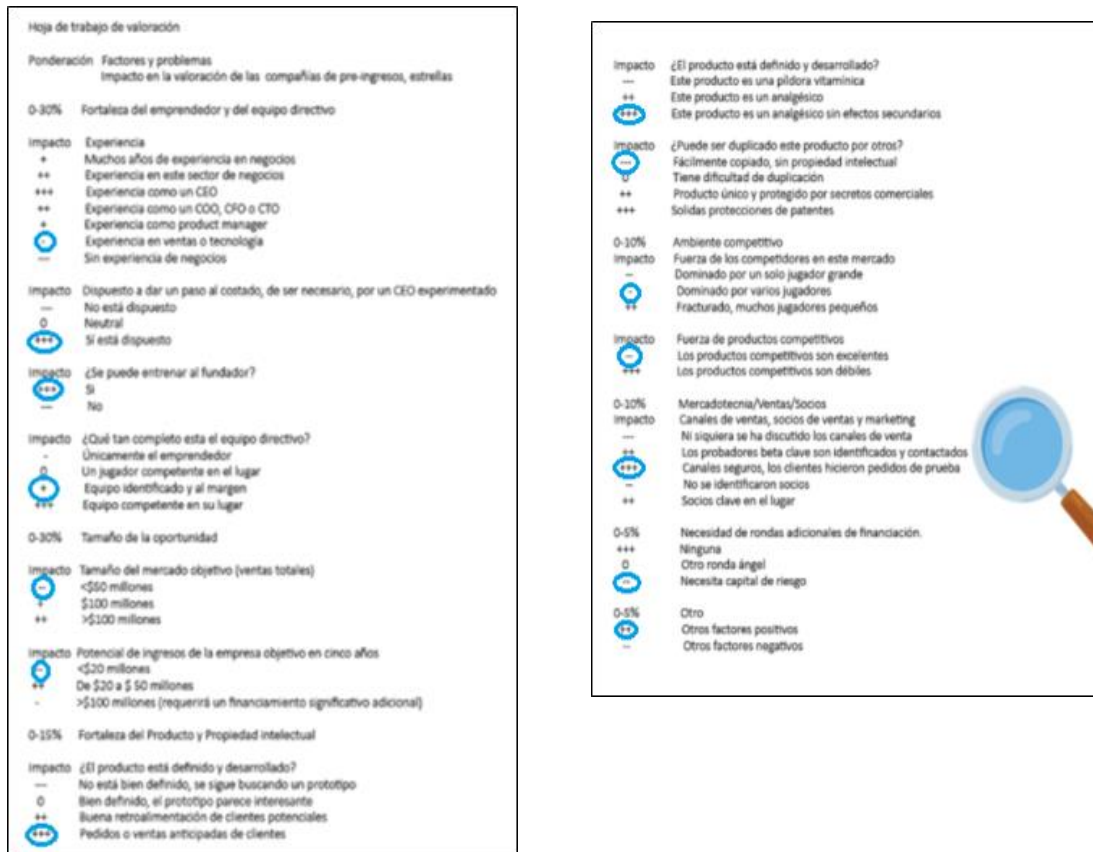 Hoja de trabajo de valoración
Ponderación Factores y problemas
Impacto en la valoración de las compañías de pre-ingresos, estrellas
0-30% Fortaleza del emprendedor y del equipo directivo
Impacto Experiencia
+ Muchos años de experiencia en negocios
++ Experiencia en este sector de negocios
+++ Experiencia como un CEO
++ Experiencia como un COO, CFO o CTO
+ Experiencia como product manager
- Experiencia en ventas o tecnología
--- Sin experiencia de negocios
Impacto Dispuesto a dar un paso al costado, de ser necesario, por un CEO experimentado
--- No está dispuesto
0 Neutral
+++ Sí está dispuesto
Impacto ¿Se puede entrenar al fundador?
+++ Si
--- No
Impacto ¿Qué tan completo esta el equipo directivo?
- Únicamente el emprendedor
0 Un jugador competente en el lugar
+ Equipo identificado y al margen
+++ Equipo competente en su lugar
0-30% Tamaño de la oportunidad
Impacto Tamaño del mercado objetivo (ventas totales)
-- <$50 millones
+ $100 millones
++ >$100 millones
Impacto Potencial de ingresos de la empresa objetivo en cinco años
-- <$20 millones
++ De $20 a $ 50 millones
- >$100 millones (requerirá un financiamiento significativo adicional)
0-15% Fortaleza del Producto y Propiedad intelectual
Impacto ¿El producto está definido y desarrollado?
--- No está bien definido, se sigue buscando un prototipo
0 Bien definido, el prototipo parece interesante
++ Buena retroalimentación de clientes potenciales
+++ Pedidos o ventas anticipadas de clientes
Impacto ¿El producto está definido y desarrollado?
--- Este producto es una píldora vitamínica
++ Este producto es un analgésico
+++ Este producto es un analgésico sin efectos secundarios
Impacto ¿Puede ser duplicado este producto por otros?
--- Fácilmente copiado, sin propiedad intelectual
0 Tiene dificultad de duplicación
++ Producto único y protegido por secretos comerciales
+++ Solidas protecciones de patentes
0-10% Ambiente competitivo
Impacto Fuerza de los competidores en este mercado
-- Dominado por un solo jugador grande
- Dominado por varios jugadores
++ Fracturado, muchos jugadores pequeños
Impacto Fuerza de productos competitivos
-- Los productos competitivos son excelentes
+++ Los productos competitivos son débiles
0-10% Mercadotecnia/Ventas/Socios
Impacto Canales de ventas, socios de ventas y marketing
--- Ni siquiera se ha discutido los canales de venta
++ Los probadores beta clave son identificados y contactados
+++ Canales seguros, los clientes hicieron pedidos de prueba
-- No se identificaron socios
++ Socios clave en el lugar
0-5% Necesidad de rondas adicionales de financiación.
+++ Ninguna
0 Otro ronda ángel
-- Necesita capital de riesgo
0-5% Otro
++ Otros factores positivos
-- Otros factores negativos